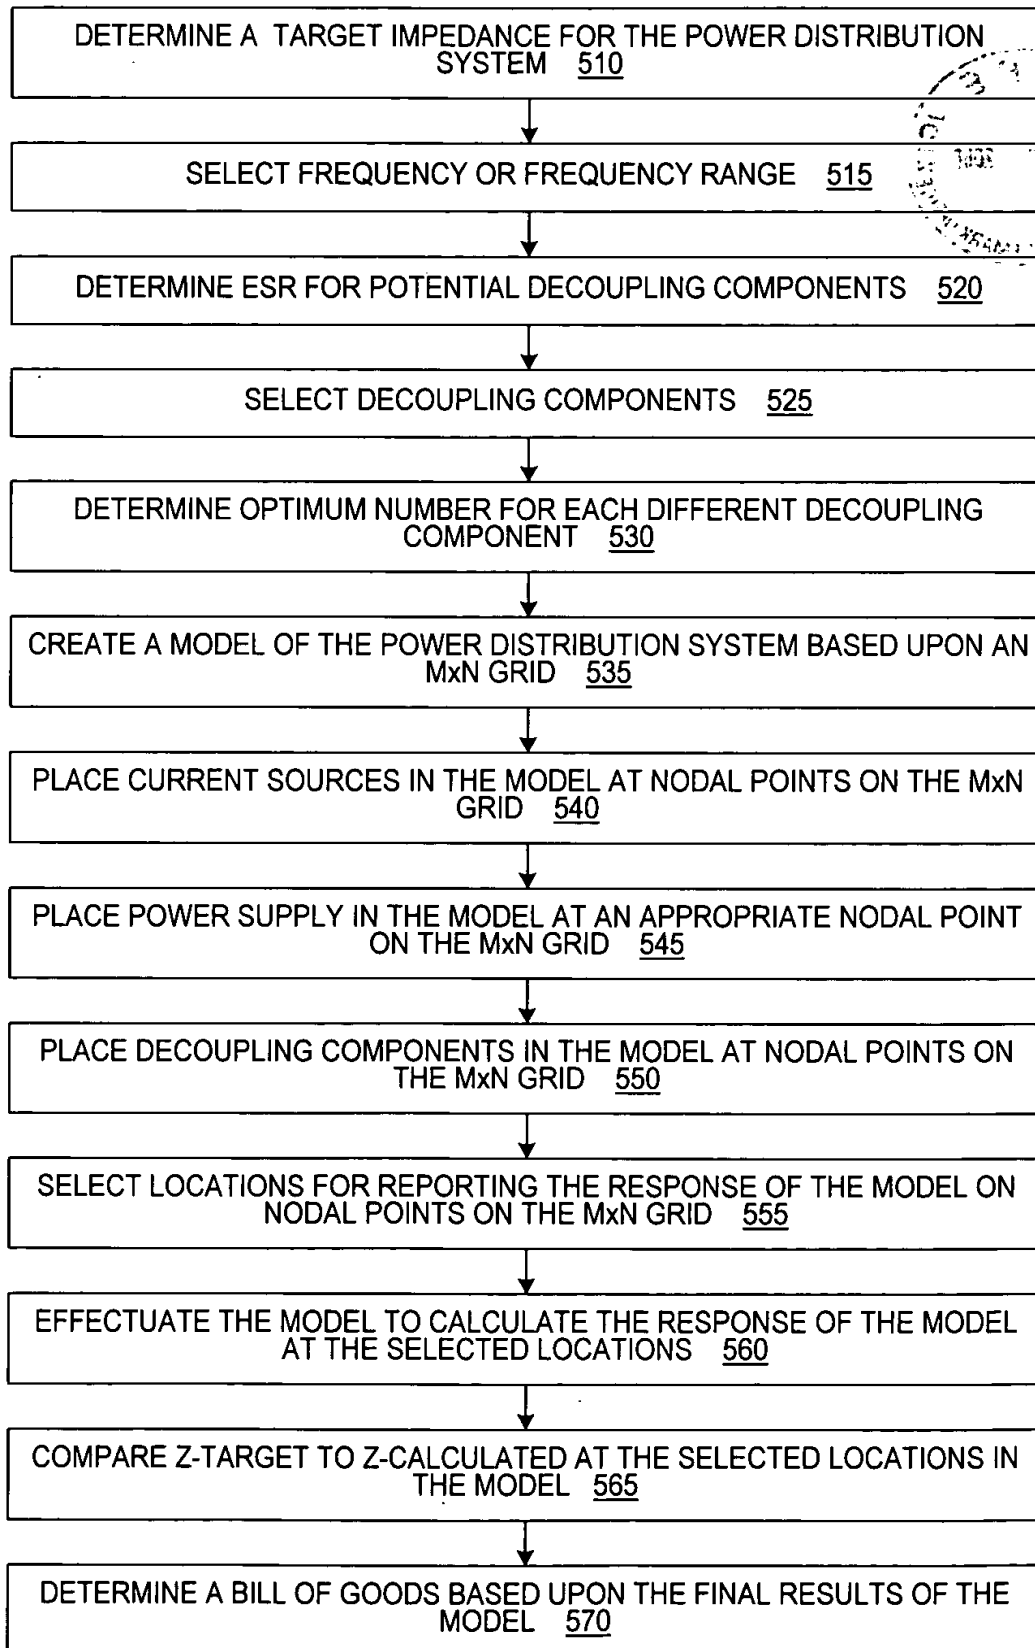 DETERMINE A TARGET IMPEDANCE FOR THE POWER DISTRIBUTION
SYSTEM 510
SELECT FREQUENCY OR FREQUENCY RANGE 515
DETERMINE ESR FOR POTENTIAL DECOUPLING COMPONENTS 520
SELECT DECOUPLING COMPONENTS 525
DETERMINE OPTIMUM NUMBER FOR EACH DIFFERENT DECOUPLING
COMPONENT 530
CREATE A MODEL OF THE POWER DISTRIBUTION SYSTEM BASED UPON AN
MxN GRID 535
PLACE CURRENT SOURCES IN THE MODEL AT NODAL POINTS ON THE MxN
GRID 540
PLACE POWER SUPPLY IN THE MODEL AT AN APPROPRIATE NODAL POINT
ON THE MxN GRID 545
PLACE DECOUPLING COMPONENTS IN THE MODEL AT NODAL POINTS ON
THE MxN GRID 550
SELECT LOCATIONS FOR REPORTING THE RESPONSE OF THE MODEL ON
NODAL POINTS ON THE MxN GRID 555
EFFECTUATE THE MODEL TO CALCULATE THE RESPONSE OF THE MODEL
AT THE SELECTED LOCATIONS 560
COMPARE Z-TARGET TO Z-CALCULATED AT THE SELECTED LOCATIONS IN
THE MODEL 565
DETERMINE A BILL OF GOODS BASED UPON THE FINAL RESULTS OF THE
MODEL 570